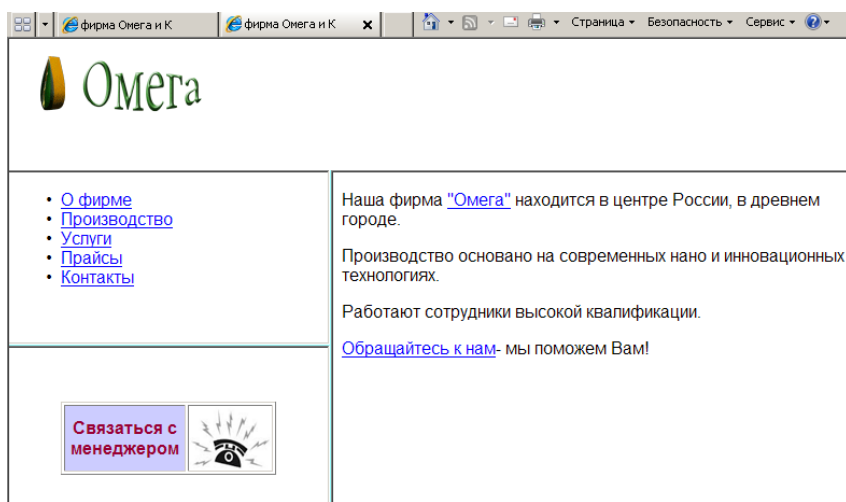 фирма Омега и К
фирма Омега и К
Страница
Безопасность
Сервис
Омега
О фирме
Производство
Услуги
Прайсы
Контакты
Связаться с
менеджером
Наша фирма "Омега" находится в центре России, в древнем
городе.
Производство основано на современных нано и инновационных
технологиях.
Работают сотрудники высокой квалификации.
Обращайтесь к нам- мы поможем Вам!